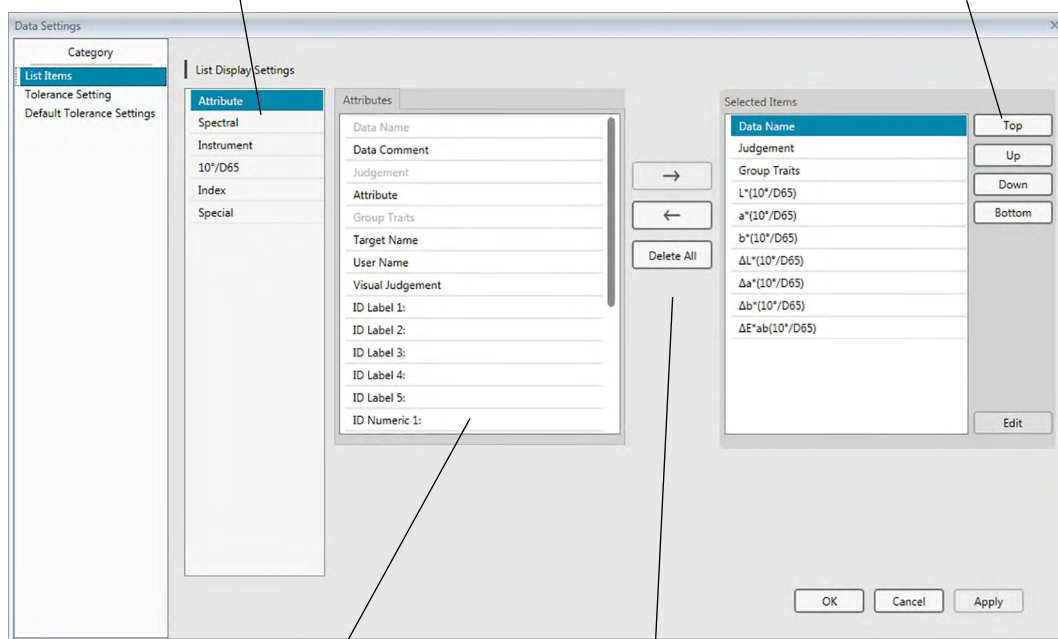 Data Settings
Category
List Items
Tolerance Setting
Default Tolerance Settings
List Display Settings
Attribute
Spectral
Instrument
10°/D65
Index
Special
Attributes
Data Name
Data Comment
Judgement
Attribute
Group Traits
Target Name
User Name
Visual Judgement
ID Label 1:
ID Label 2:
ID Label 3:
ID Label 4:
ID Label 5:
ID Numeric 1:
→
←
Delete All
Selected Items
Data Name
Judgement
Group Traits
L*(10°/D65)
a*(10°/D65)
b*(10°/D65)
ΔL*(10°/D65)
Δa*(10°/D65)
Δb*(10°/D65)
ΔE*ab(10°/D65)
Top
Up
Down
Bottom
Edit
OK
Cancel
Apply